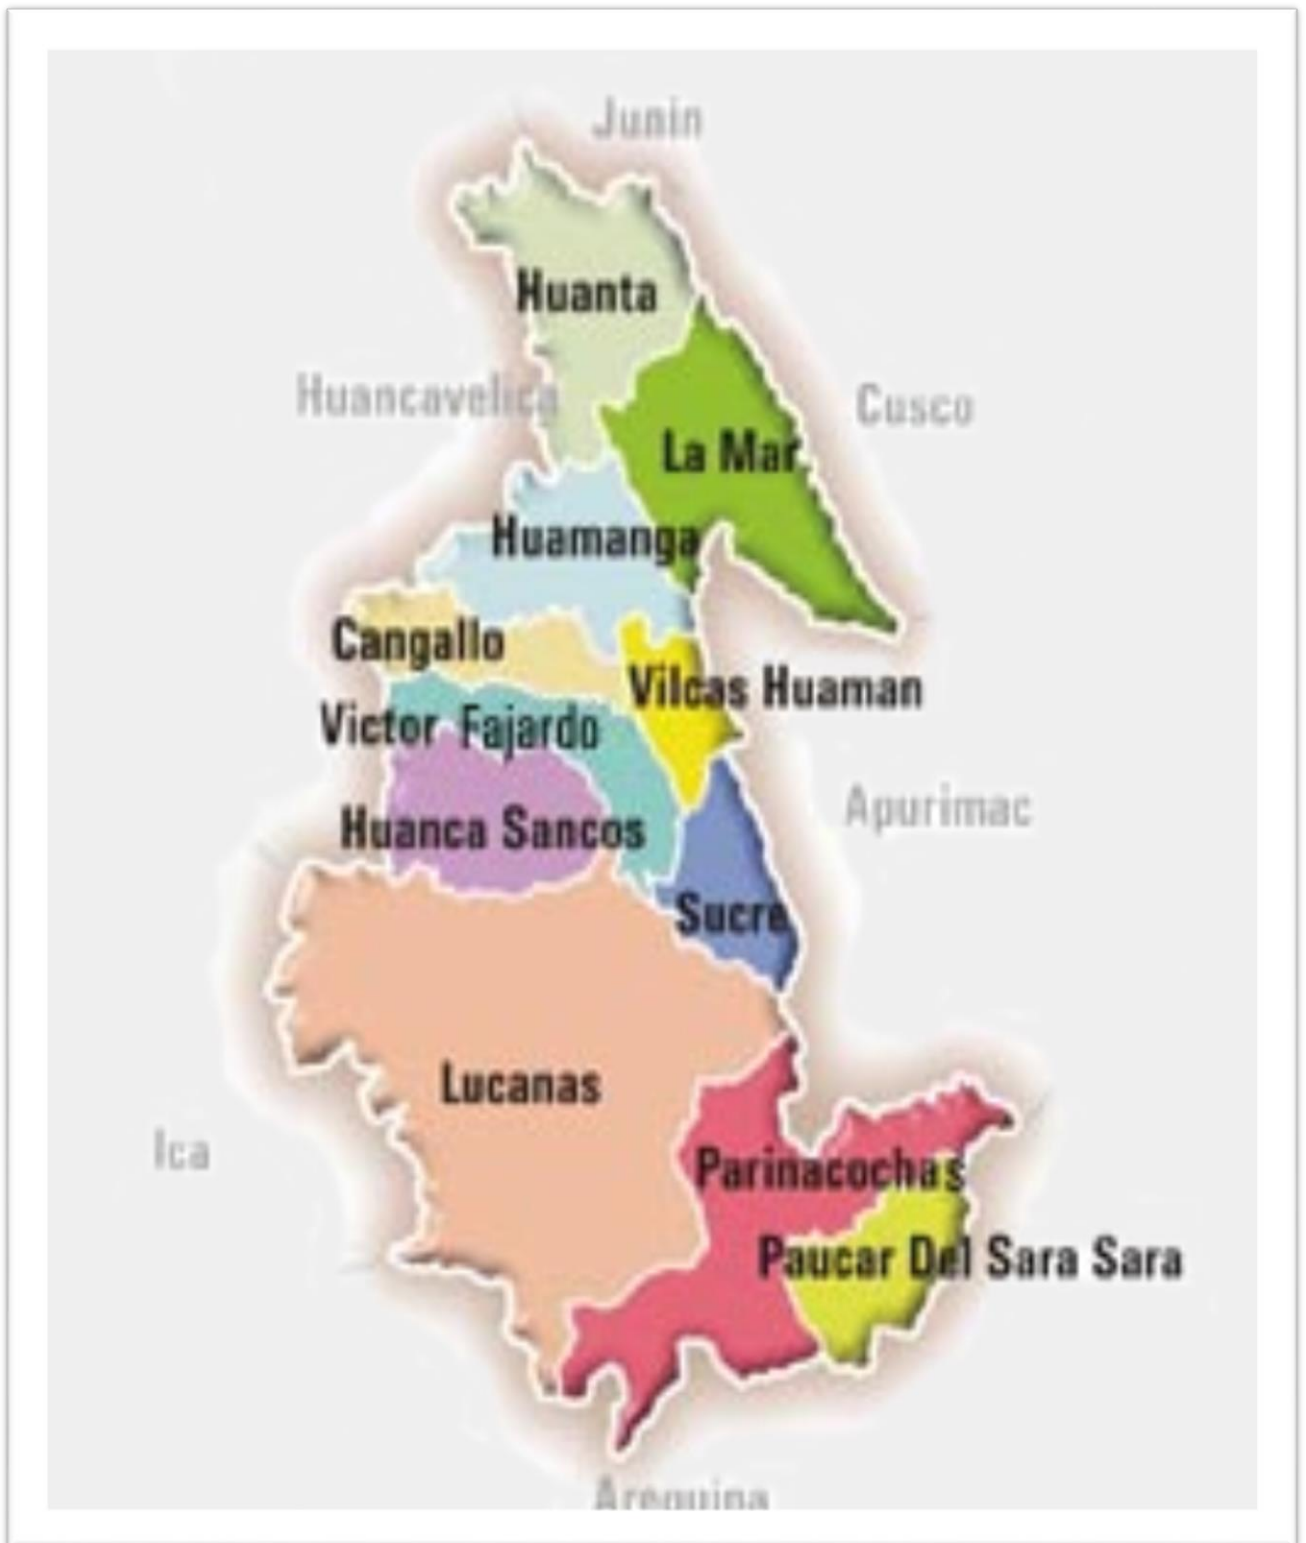 Junin
Huanta
Huancavelica
Cusco
La Mar
Huamanga
Cangallo
Vilcas Huaman
Victor Fajardo
Apurimac
Huanca Sancos
Sucre
Lucanas
Ica
Parinacochas
Paucar Del Sara Sara
Arequipa